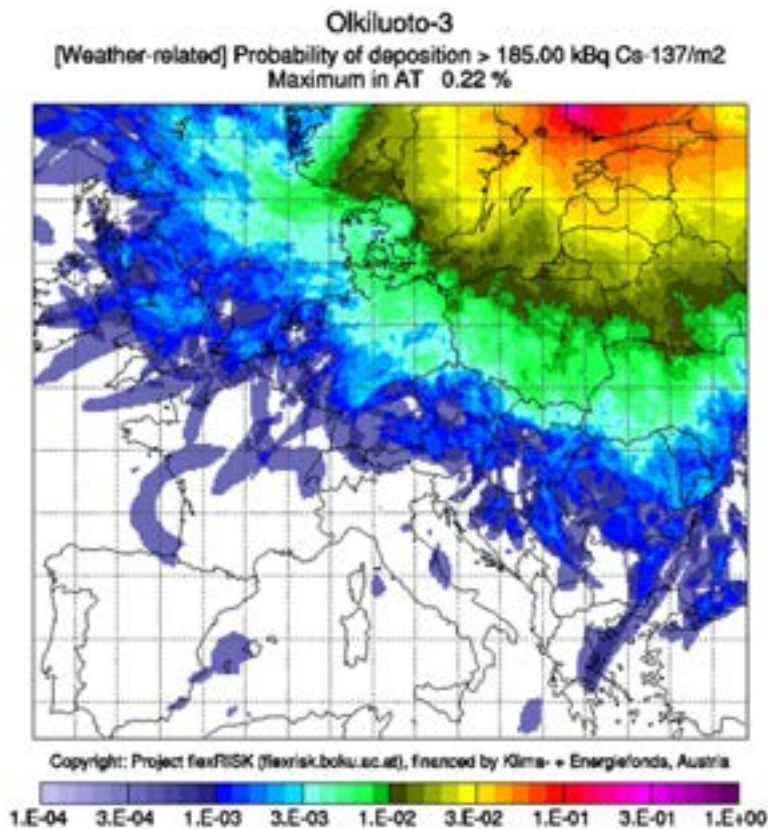 Olkiluoto-3
[Weather-related] Probability of deposition > 185.00 kBq Cs-137/m2
Maximum in AT 0.22 %
Copyright: Project flexRISK (flexrisk.boku.ac.at), financed by Klima- + Energiefonds, Austria
1.E-04 3.E-04 1.E-03 3.E-03 1.E-02 3.E-02 1.E-01 3.E-01 1.E+00